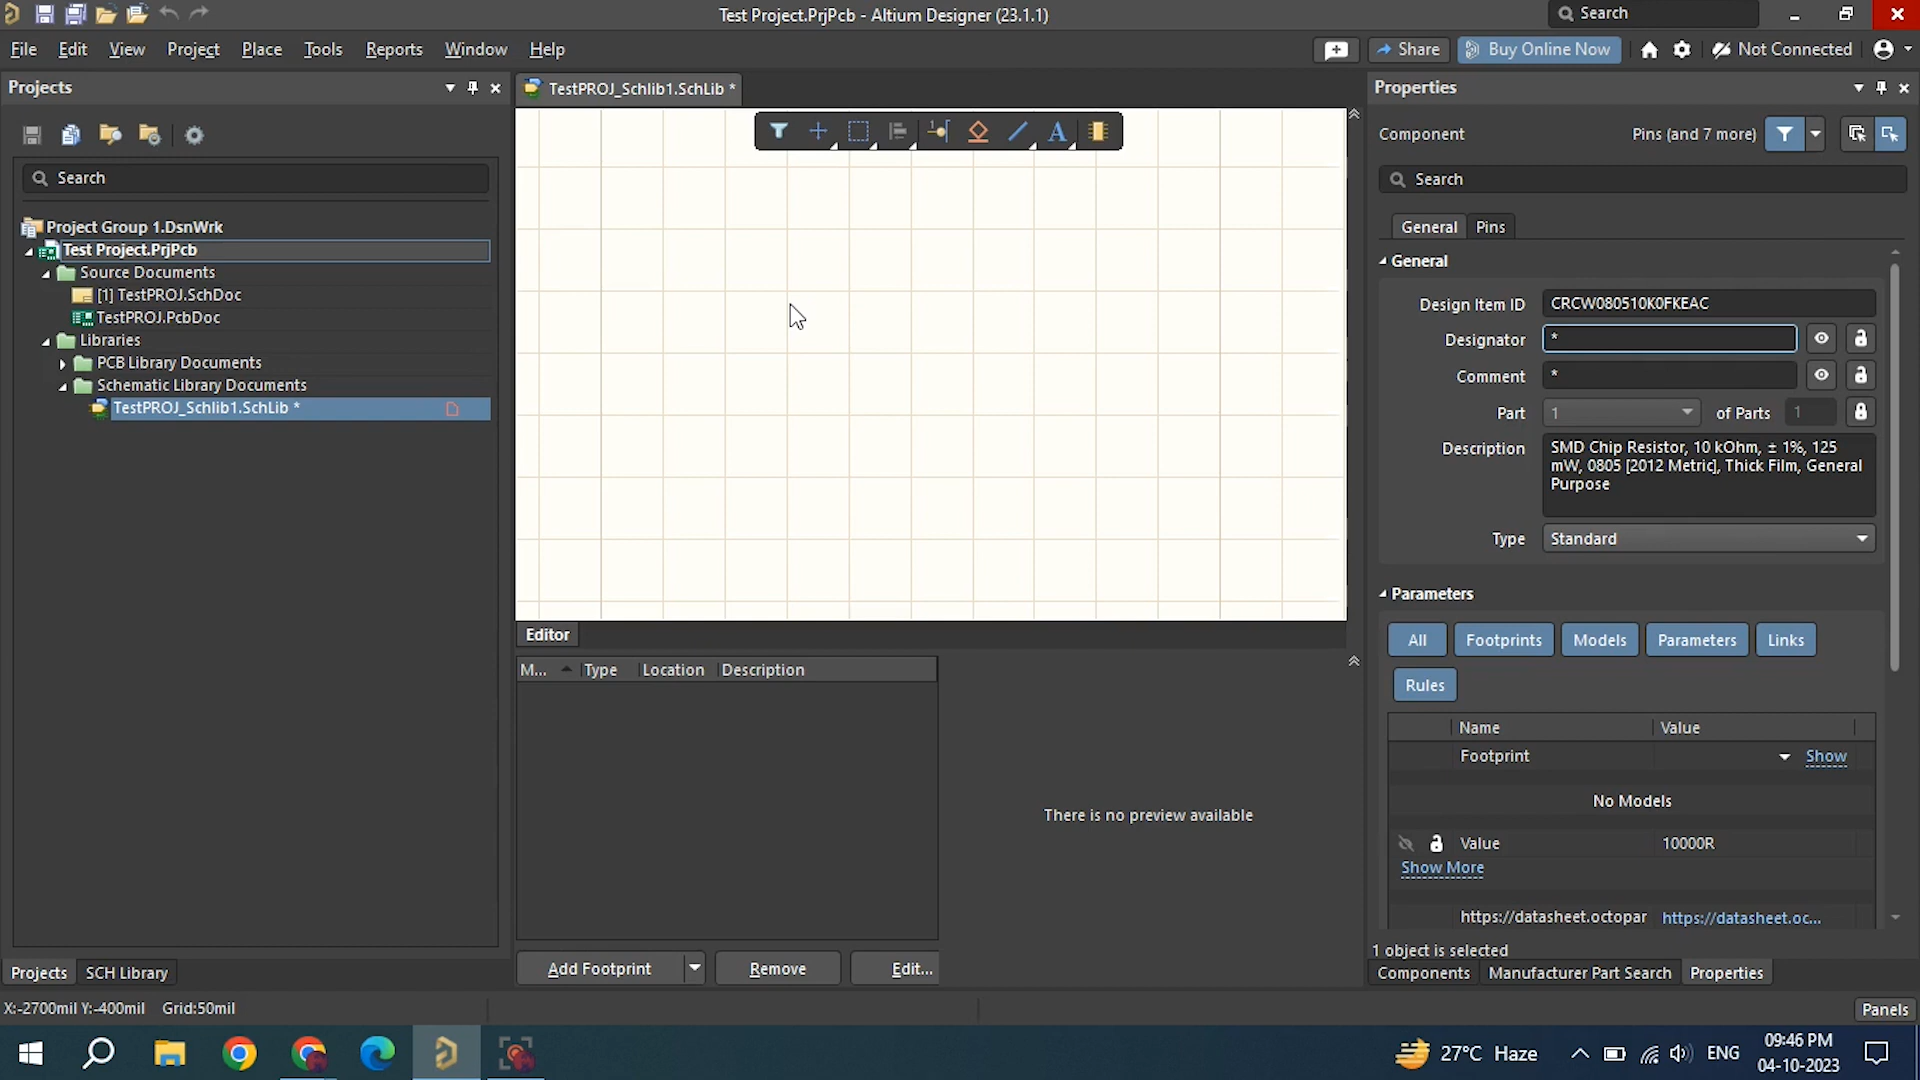 Test Project.PrjPcb - Altium Designer (23.1.1)
Search
File Edit View Project Place Tools Reports Window Help
Share
Buy Online Now
Not Connected
Projects
TestPROJ_Schlib1.SchLib *
Properties
Component
Pins (and 7 more)
Search
Search
General Pins
Project Group 1.DsnWrk
Test Project.PrjPcb
Source Documents
[1] TestPROJ.SchDoc
TestPROJ.PcbDoc
Libraries
PCB Library Documents
Schematic Library Documents
TestPROJ_Schlib1.SchLib *
General
Design Item ID CRCW080510K0FKEAC
Designator *
Comment *
Part 1 of Parts 1
Description SMD Chip Resistor, 10 kOhm, ± 1%, 125
mW, 0805 [2012 Metric], Thick Film, General
Purpose
Type Standard
Parameters
All Footprints Models Parameters Links
Rules
Name Value
Footprint Show
No Models
Value 10000R
Show More
https://datasheet.octopar https://datasheet.oc...
1 object is selected
Editor
M... Type Location Description
There is no preview available
Add Footprint Remove Edit...
Projects SCH Library
Components Manufacturer Part Search Properties
X:-2700mil Y:-400mil Grid:50mil
Panels
27°C Haze
ENG
09:46 PM
04-10-2023